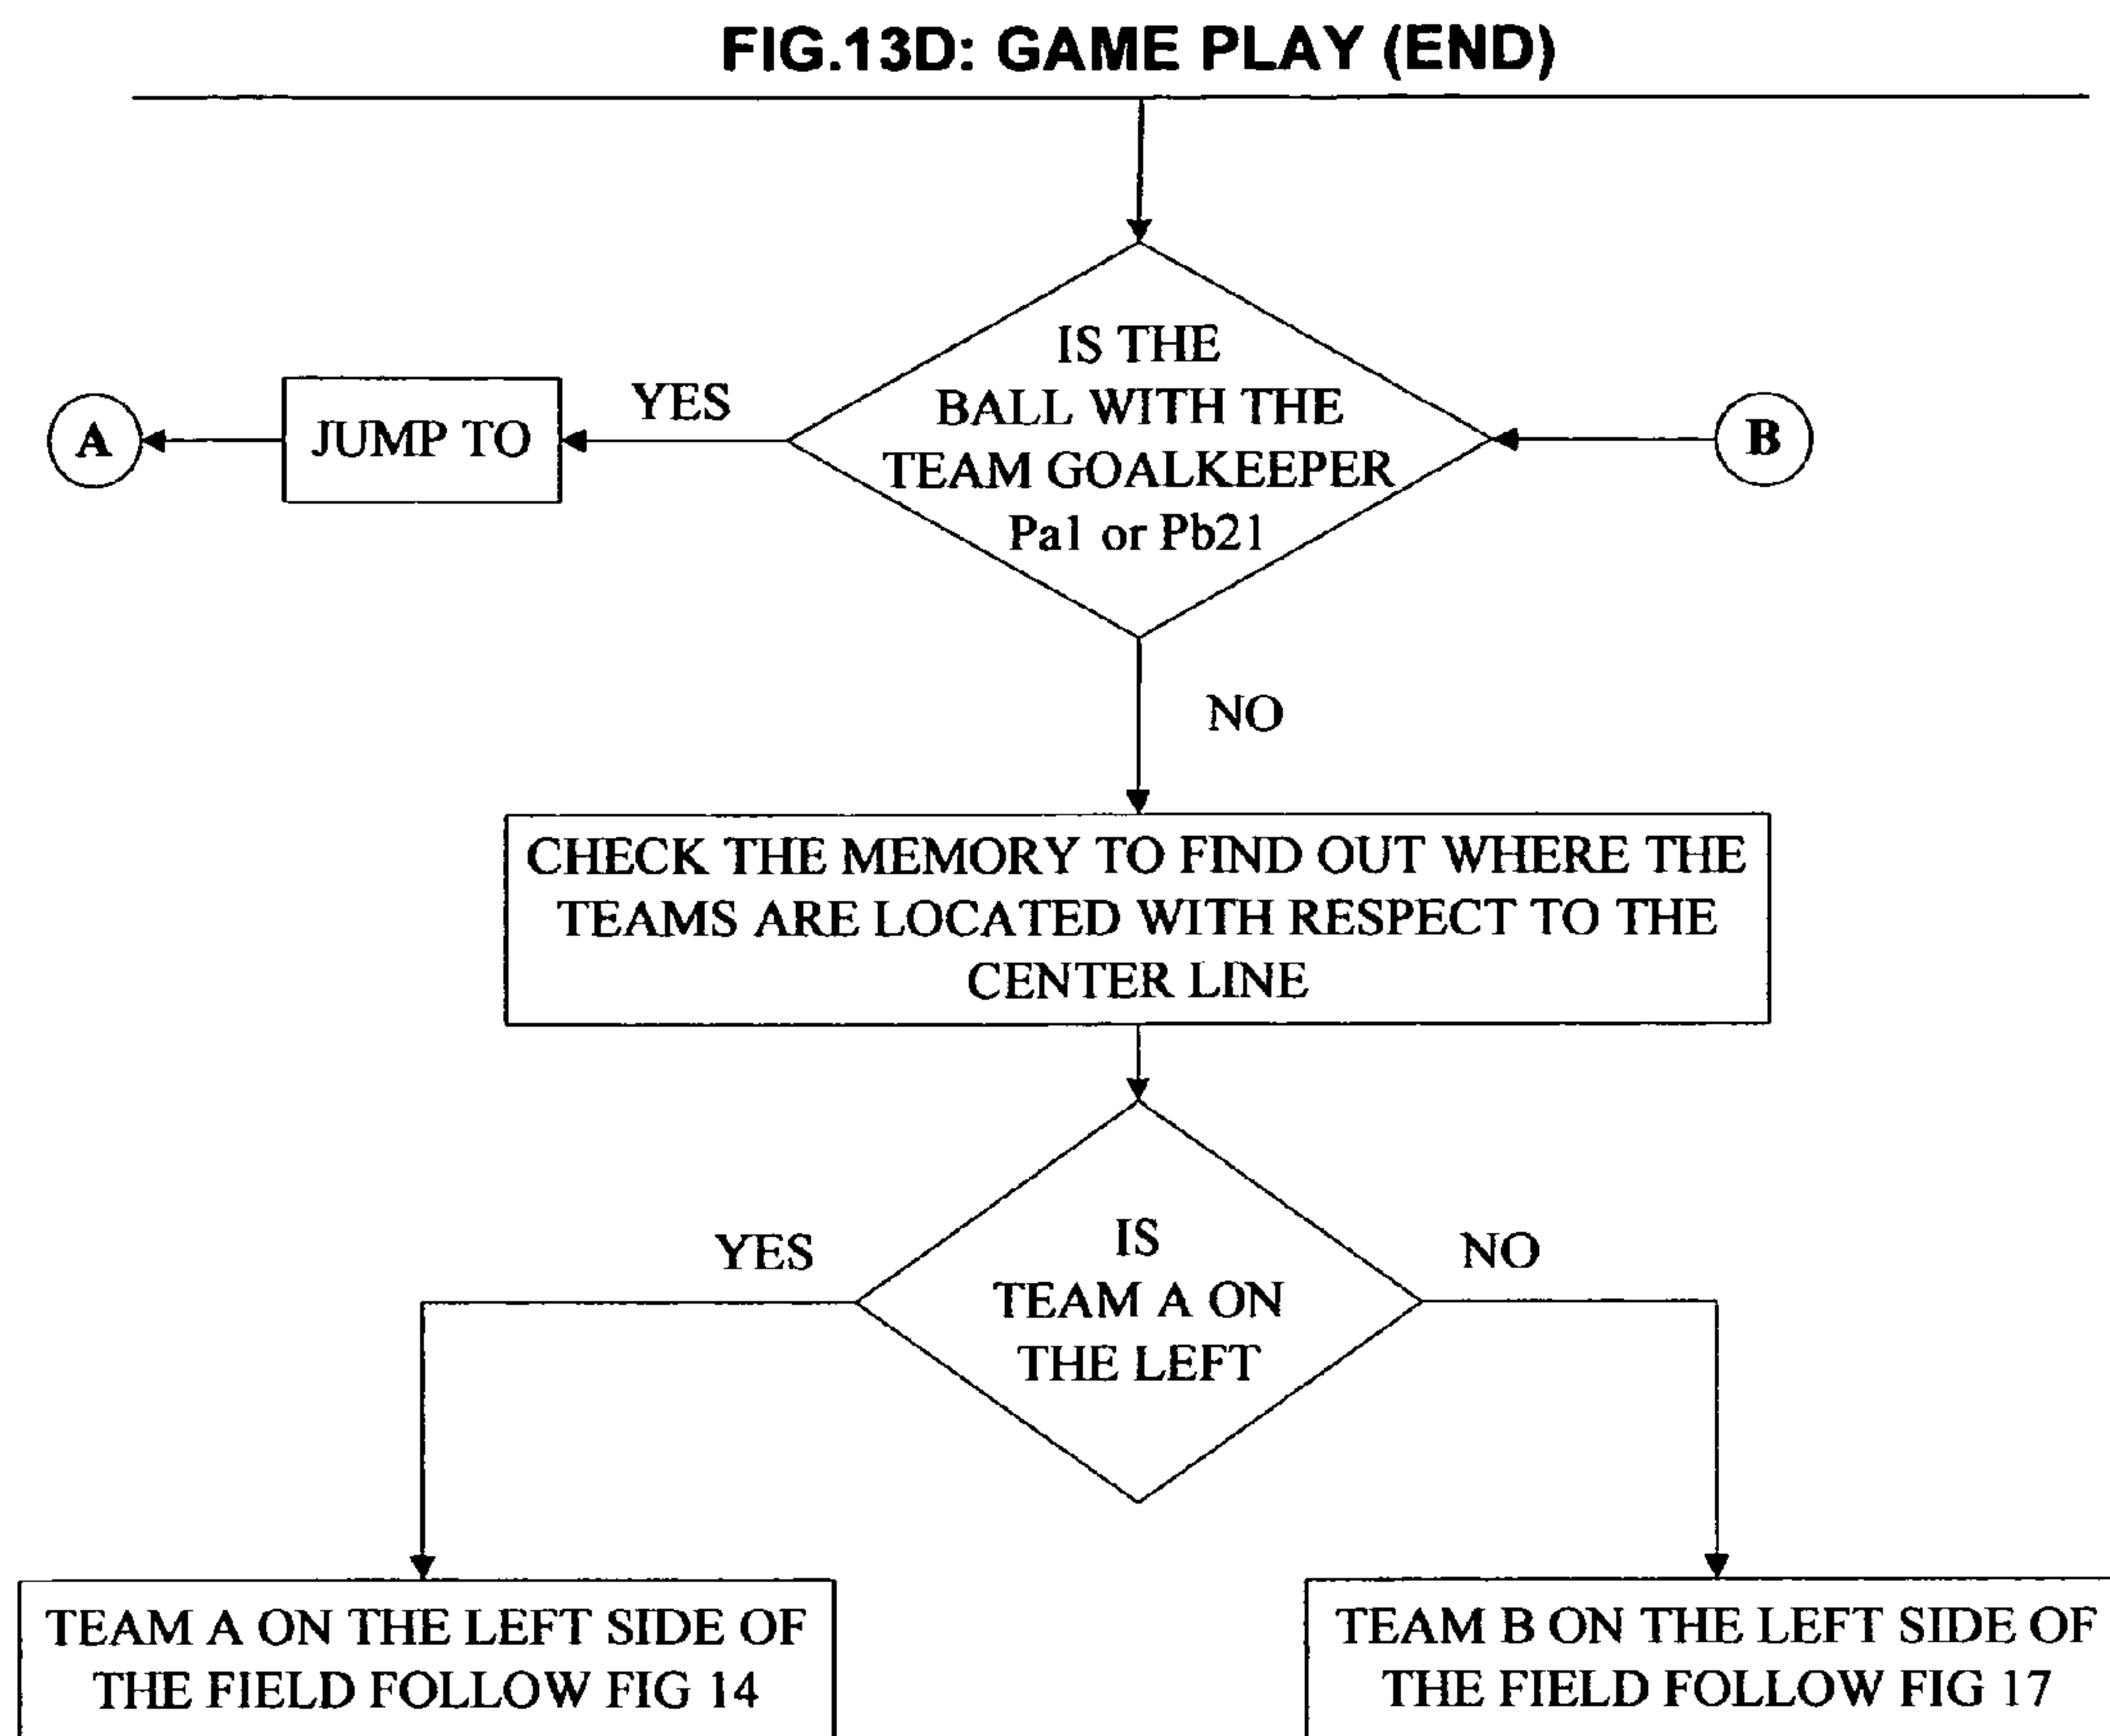 FIG.13D: GAME PLAY (END)
IS THE
BALL WITH THE
TEAM GOALKEEPER
Pa1 or Pb21
YES
JUMP TO
A
B
NO
CHECK THE MEMORY TO FIND OUT WHERE THE
TEAMS ARE LOCATED WITH RESPECT TO THE
CENTER LINE
IS
TEAM A ON
THE LEFT
YES
NO
TEAM A ON THE LEFT SIDE OF
THE FIELD FOLLOW FIG 14
TEAM B ON THE LEFT SIDE OF
THE FIELD FOLLOW FIG 17